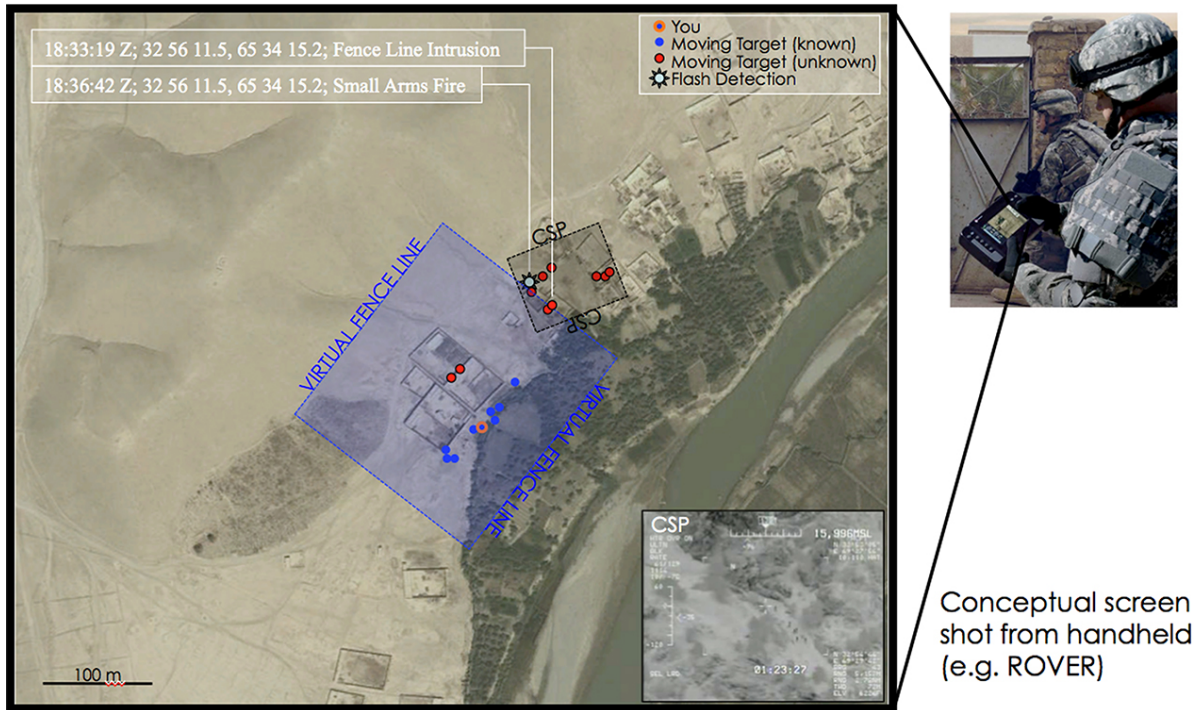 18:33:19 Z; 32 56 11.5, 65 34 15.2; Fence Line Intrusion
18:36:42 Z; 32 56 11.5, 65 34 15.2; Small Arms Fire
You
Moving Target (known)
Moving Target (unknown)
Flash Detection
CSP
CSP
VIRTUAL FENCE LINE
VIRTUAL FENCE LINE
CSP
15,996MSL
01:23:27
100 m
Conceptual screen
shot from handheld
(e.g. ROVER)